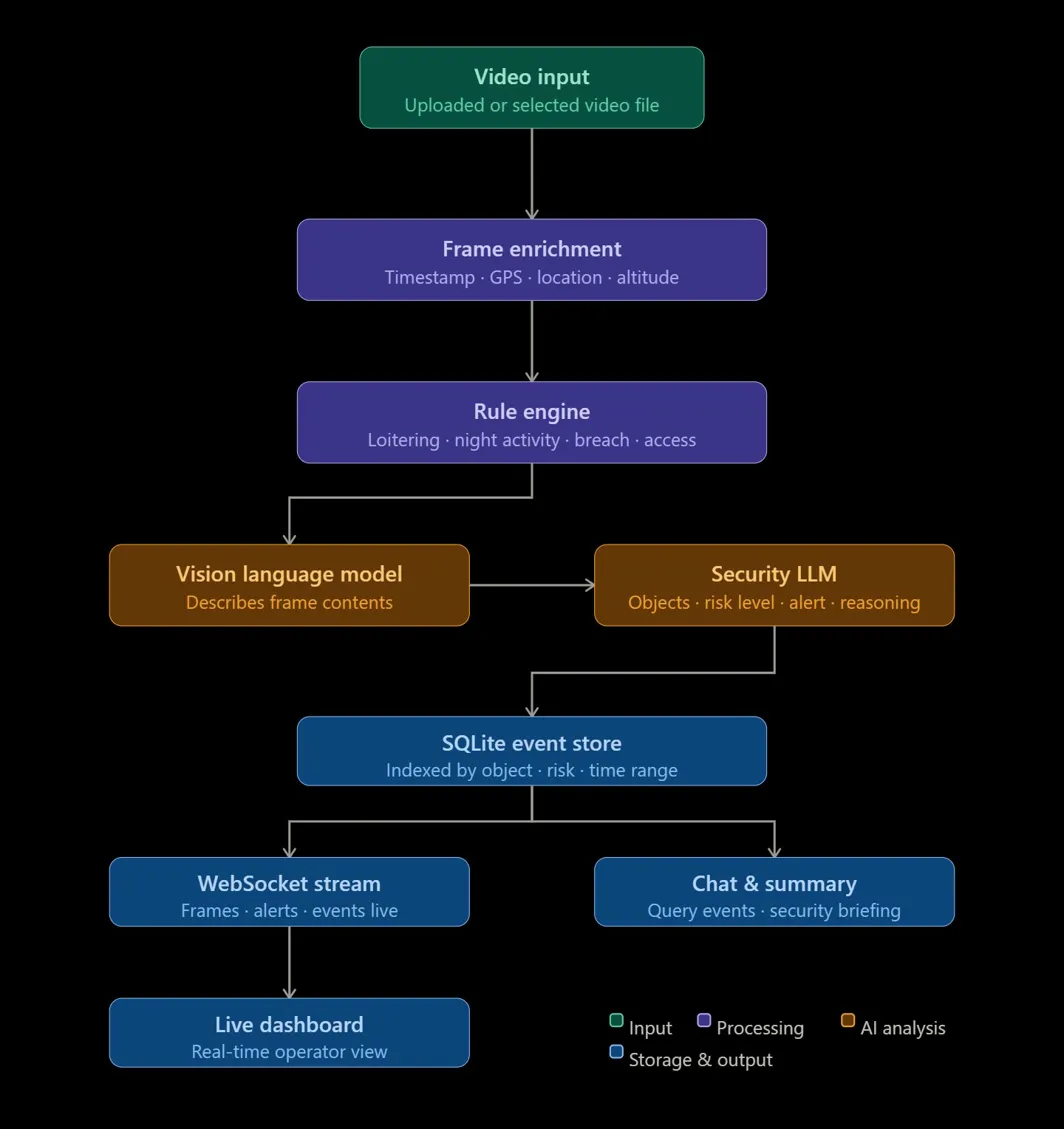 Video input
Uploaded or selected video file
Frame enrichment
Timestamp · GPS · location · altitude
Rule engine
Loitering · night activity · breach · access
Vision language model
Describes frame contents
Security LLM
Objects · risk level · alert · reasoning
SQLite event store
Indexed by object · risk · time range
WebSocket stream
Frames · alerts · events live
Chat & summary
Query events · security briefing
Live dashboard
Real-time operator view
Input
Processing
AI analysis
Storage & output